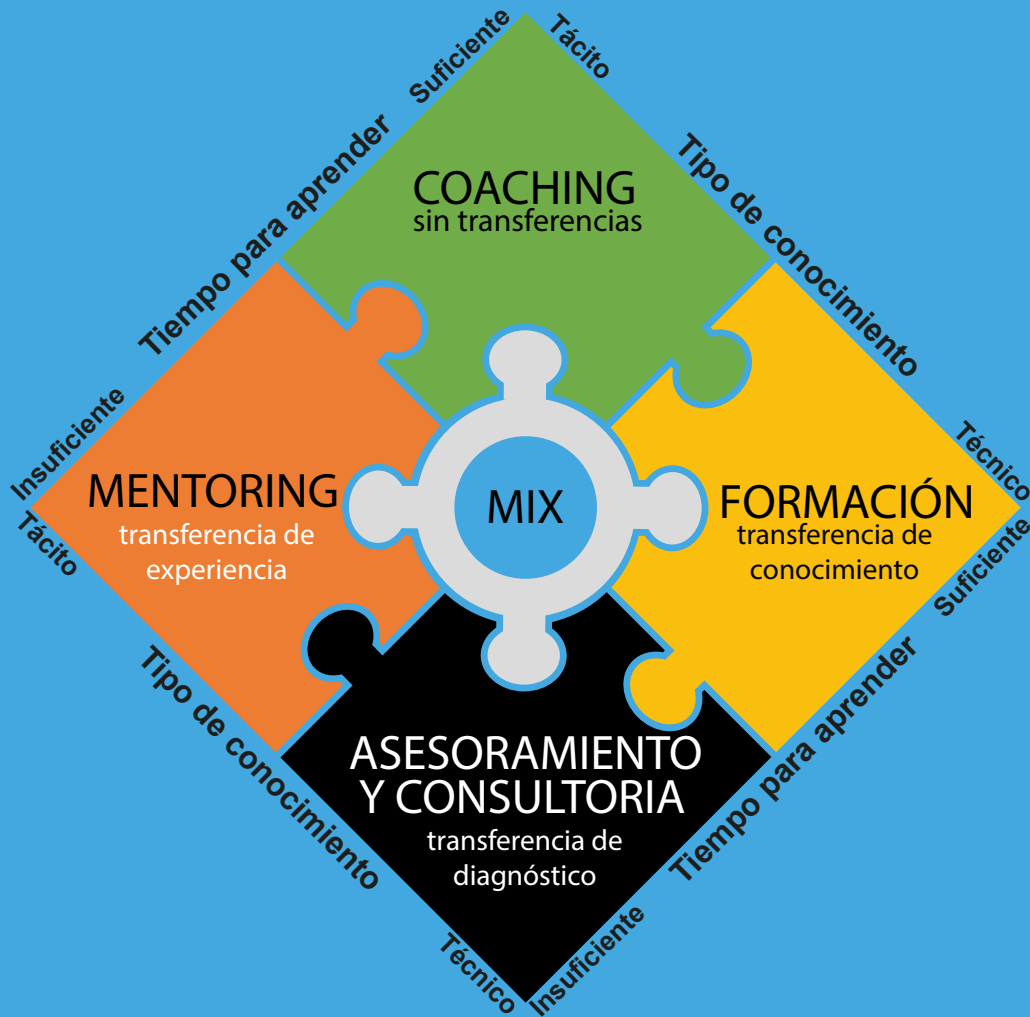 Suficiente
Tácito
Tiempo para aprender
Tipo de conocimiento
COACHING
sin transferencias
Insuficiente
Técnico
MENTORING
transferencia de
experiencia
MIX
FORMACIÓN
transferencia de
conocimiento
Tácito
Suficiente
Tipo de conocimiento
Tiempo para aprender
ASESORAMIENTO
Y CONSULTORIA
transferencia de
diagnóstico
Técnico
Insuficiente